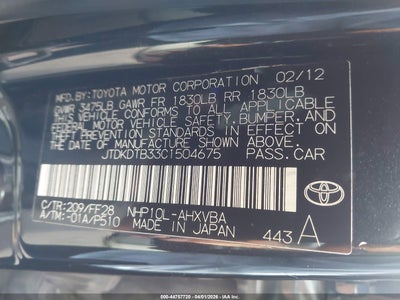 MFD.BY:TOYOTA MOTOR CORPORATION 02/12
GVWR 3475LB GAWR FR 1830LB RR 1830LB
THIS VEHICLE CONFORMS TO ALL APPLICABLE
FEDERAL MOTOR VEHICLE SAFETY,BUMPER,
AND THEFT PREVENTION STANDARDS IN EFFECT ON
THE DATE OF MANUFACTURE SHOWN ABOVE.
JTDKDTB33C1504675 PASS.CAR
C/TR:209/FF28 NHP10L-AHXVBA
A/TM:-01A/P510 MADE IN JAPAN
TOYOTA
443 A
000-44757720 - 04/01/2026 - IAA Holdings, LLC